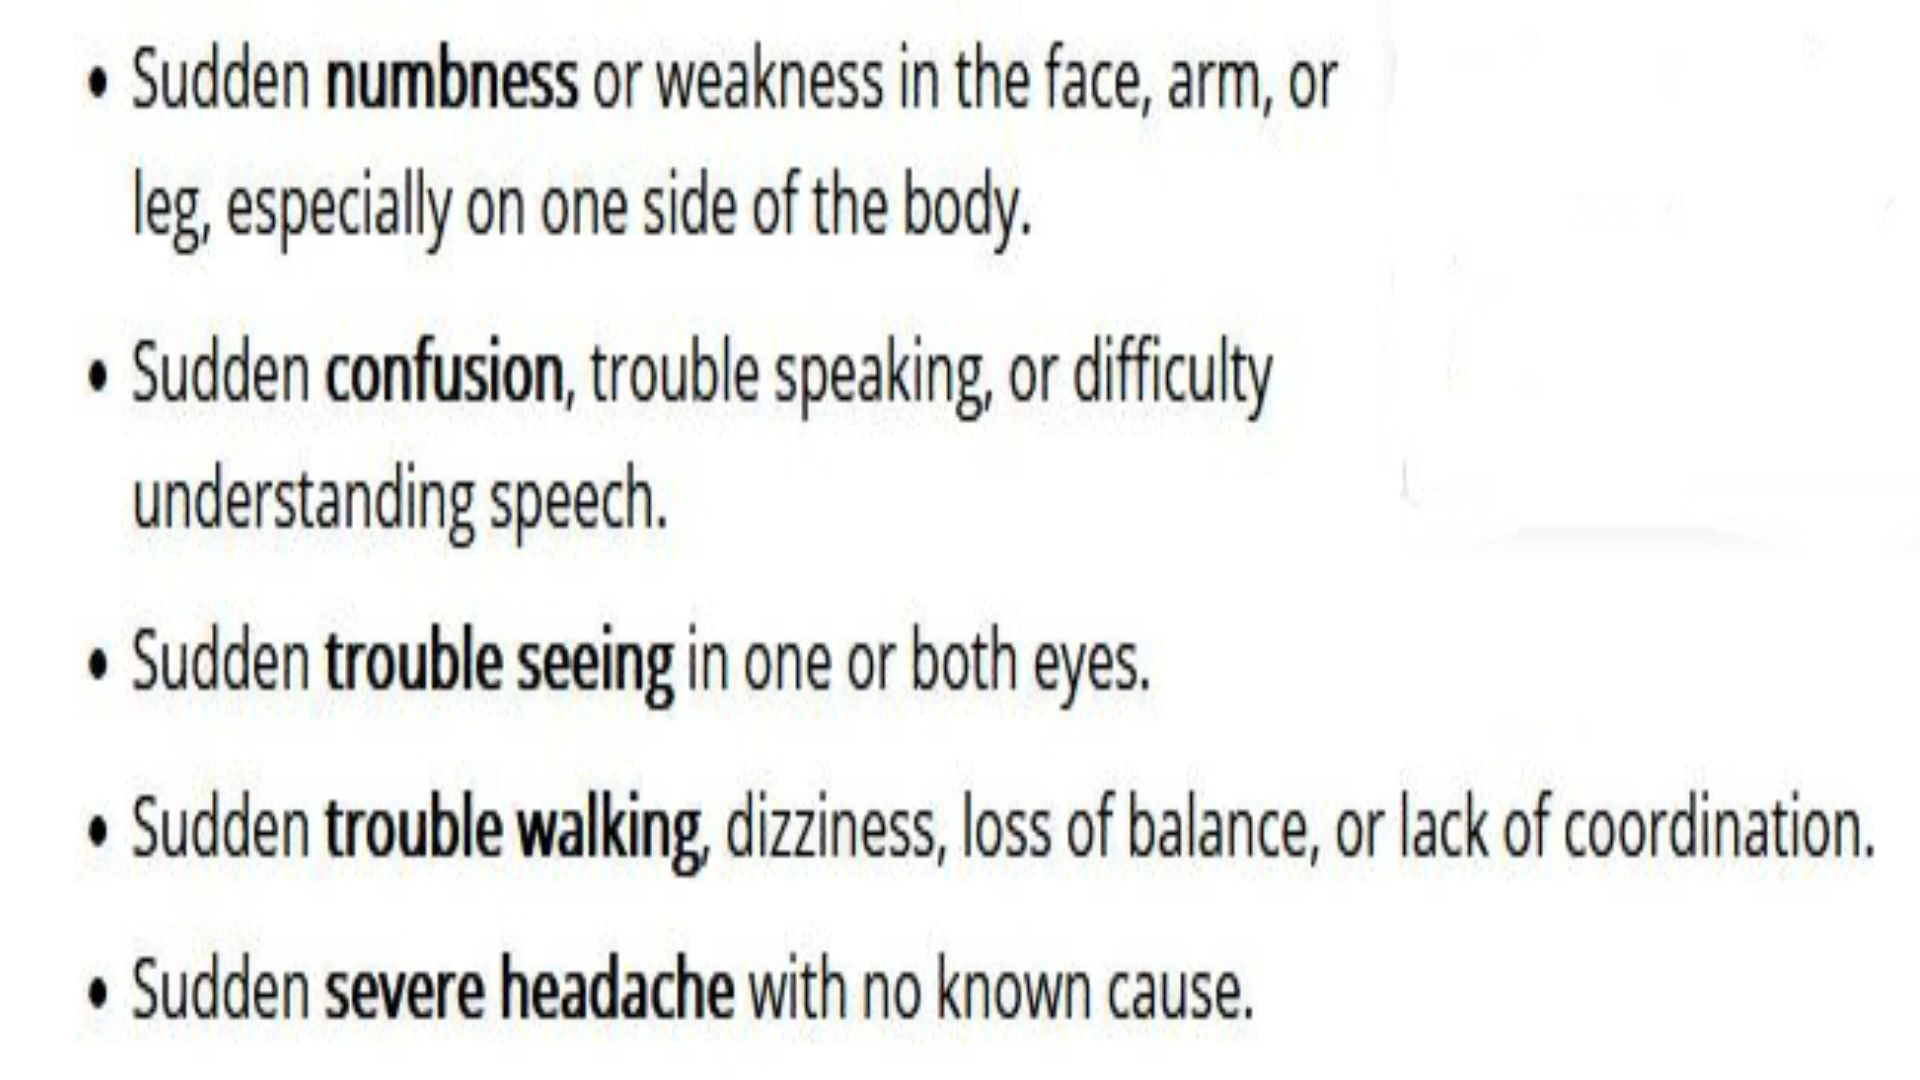 • Sudden numbness or weakness in the face, arm, or
leg, especially on one side of the body.
• Sudden confusion, trouble speaking, or difficulty
understanding speech.
• Sudden trouble seeing in one or both eyes.
• Sudden trouble walking, dizziness, loss of balance, or lack of coordination.
• Sudden severe headache with no known cause.